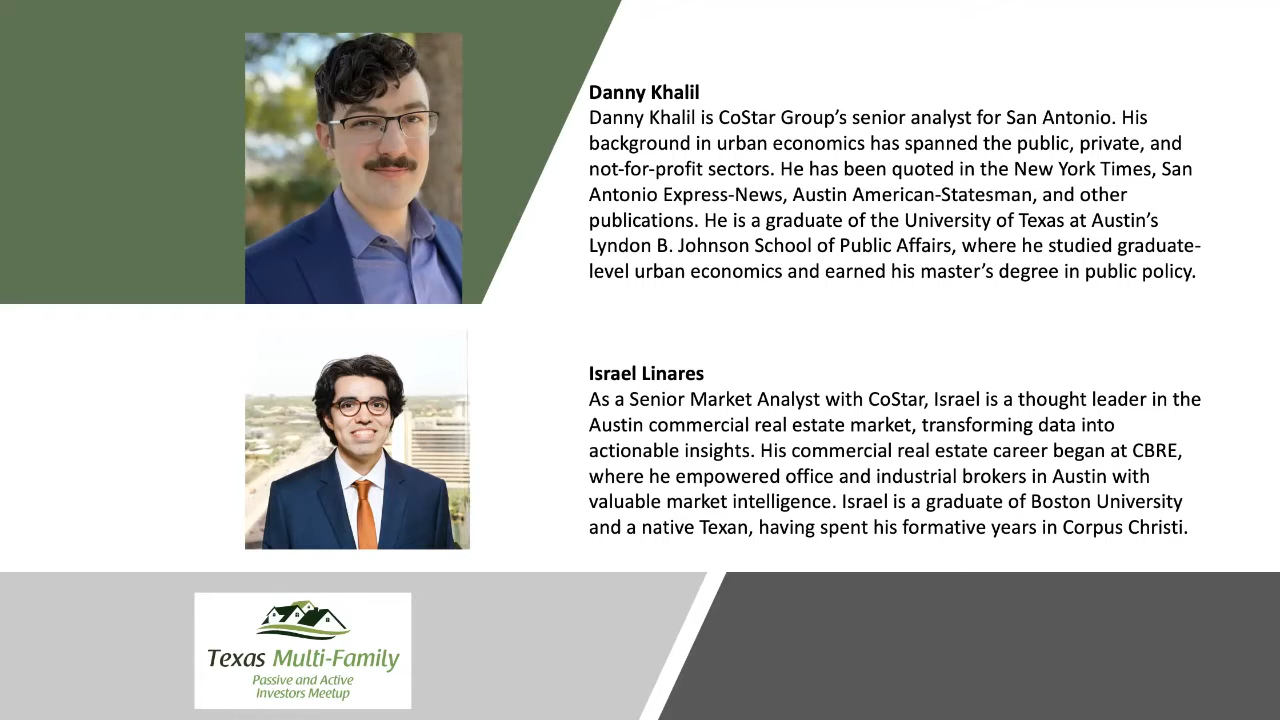 Danny Khalil
Danny Khalil is CoStar Group’s senior analyst for San Antonio. His
background in urban economics has spanned the public, private, and
not-for-profit sectors. He has been quoted in the New York Times, San
Antonio Express-News, Austin American-Statesman, and other
publications. He is a graduate of the University of Texas at Austin’s
Lyndon B. Johnson School of Public Affairs, where he studied graduate-
level urban economics and earned his master’s degree in public policy.
Israel Linares
As a Senior Market Analyst with CoStar, Israel is a thought leader in the
Austin commercial real estate market, transforming data into
actionable insights. His commercial real estate career began at CBRE,
where he empowered office and industrial brokers in Austin with
valuable market intelligence. Israel is a graduate of Boston University
and a native Texan, having spent his formative years in Corpus Christi.
Texas Multi-Family
Passive and Active
Investors Meetup